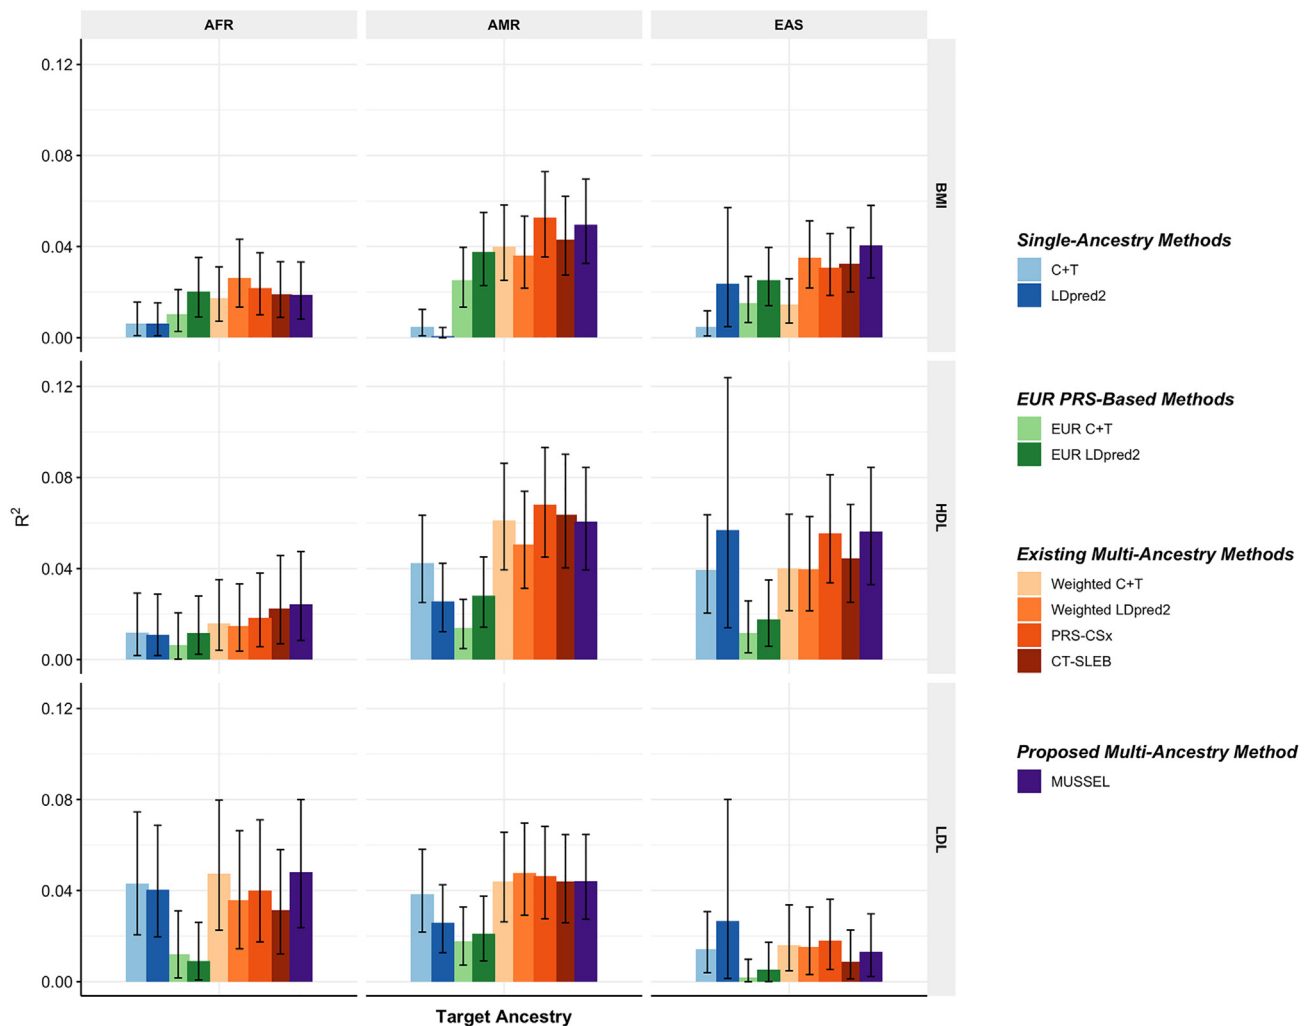 AFR
AMR
EAS
0.12
0.08
0.04
0.00
BMI
0.12
0.08
0.04
0.00
HDL
0.12
0.08
0.04
0.00
LDL
R²
Target Ancestry
Single-Ancestry Methods
C+T
LDpred2
EUR PRS-Based Methods
EUR C+T
EUR LDpred2
Existing Multi-Ancestry Methods
Weighted C+T
Weighted LDpred2
PRS-CSx
CT-SLEB
Proposed Multi-Ancestry Method
MUSSEL